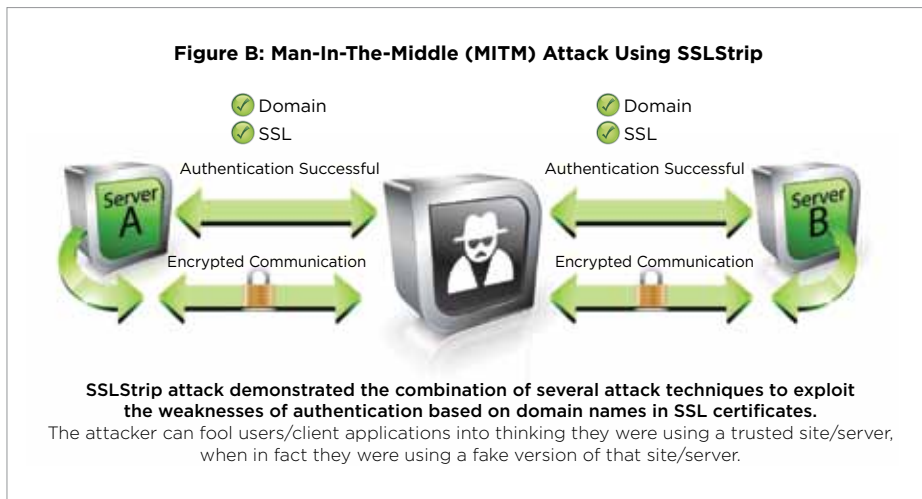 Figure B: Man-In-The-Middle (MITM) Attack Using SSLStrip
Domain
SSL
Authentication Successful
Domain
SSL
Authentication Successful
Server
A
Server
B
Encrypted Communication
Encrypted Communication
SSLStrip attack demonstrated the combination of several attack techniques to exploit
the weaknesses of authentication based on domain names in SSL certificates.
The attacker can fool users/client applications into thinking they were using a trusted site/server,
when in fact they were using a fake version of that site/server.